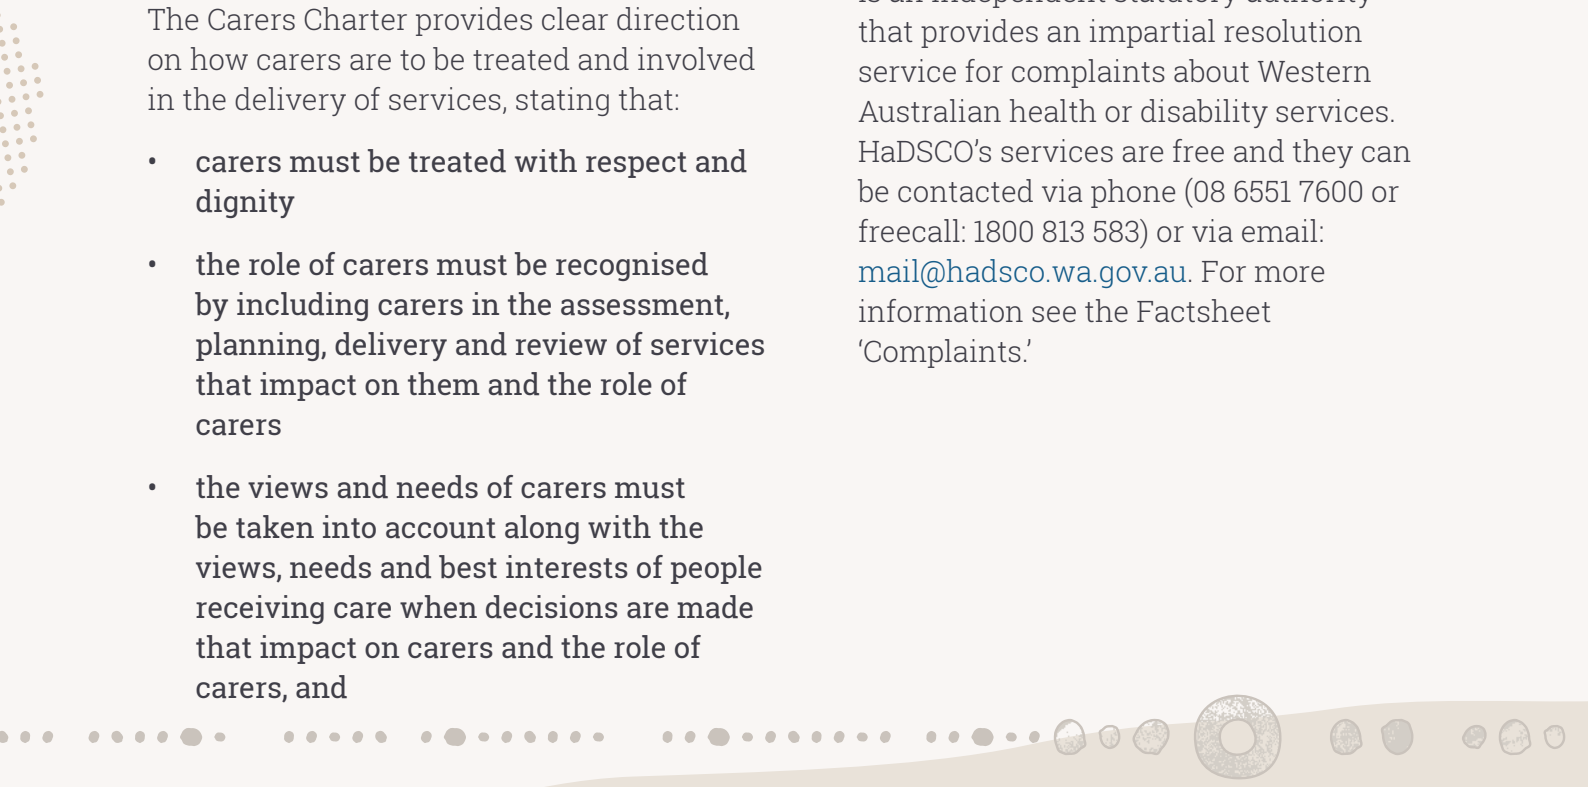 The Carers Charter provides clear direction
on how carers are to be treated and involved
in the delivery of services, stating that:
• carers must be treated with respect and
dignity
• the role of carers must be recognised
by including carers in the assessment,
planning, delivery and review of services
that impact on them and the role of
carers
• the views and needs of carers must
be taken into account along with the
views, needs and best interests of people
receiving care when decisions are made
that impact on carers and the role of
carers, and
is an independent statutory authority
that provides an impartial resolution
service for complaints about Western
Australian health or disability services.
HaDSCO’s services are free and they can
be contacted via phone (08 6551 7600 or
freecall: 1800 813 583) or via email:
mail@hadsco.wa.gov.au. For more
information see the Factsheet
‘Complaints.’